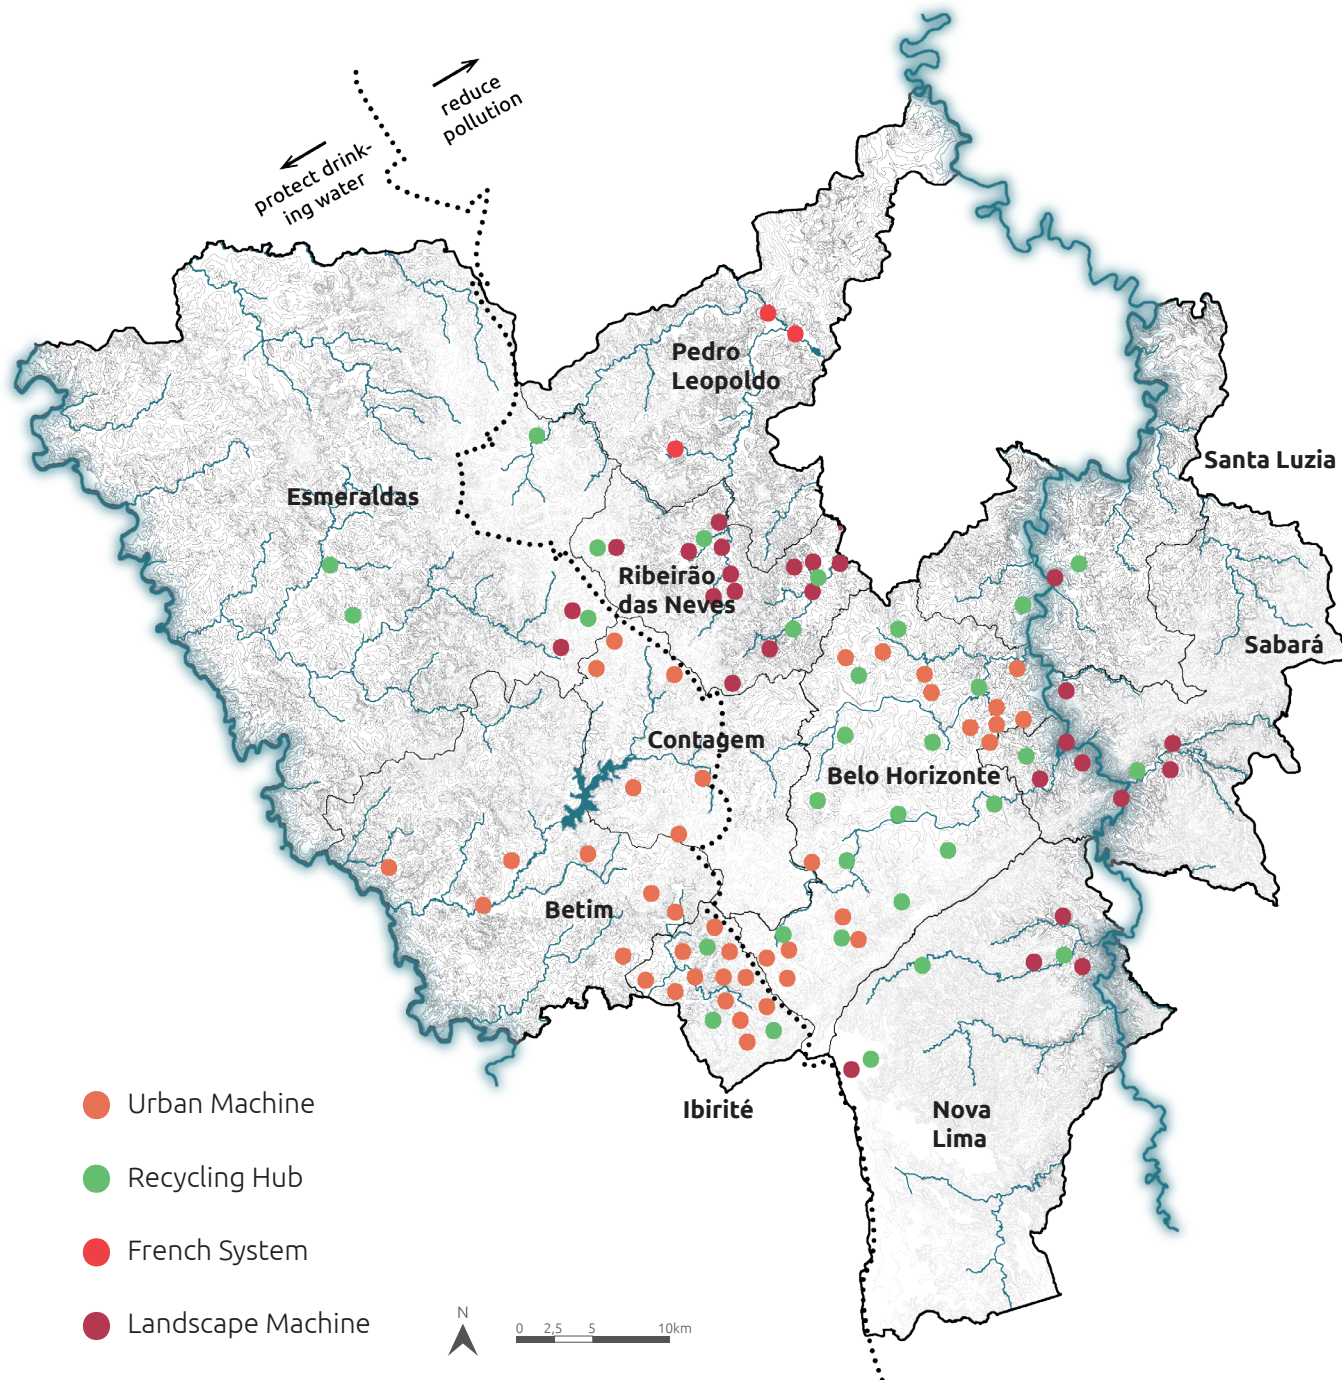 reduce
pollution
protect drink-
ing water
Pedro
Leopoldo
Santa Luzia
Esmeraldas
Ribeirão
das Neves
Sabará
Contagem
Belo Horizonte
Betim
Ibirité
Nova
Lima
Urban Machine
Recycling Hub
French System
Landscape Machine
N
0 2,5 5 10km